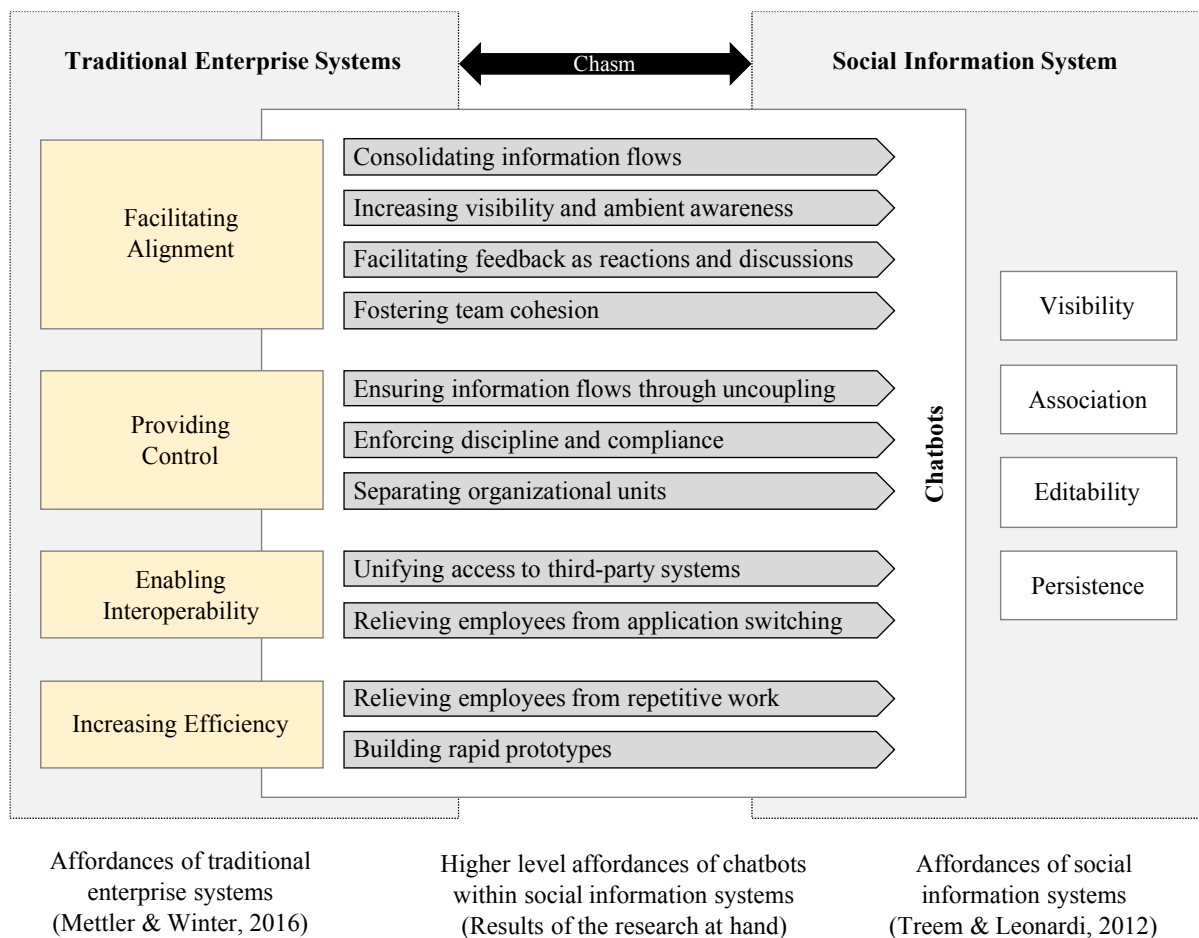 Traditional Enterprise Systems
Chasm
Social Information System
Facilitating
Alignment
Consolidating information flows
Increasing visibility and ambient awareness
Facilitating feedback as reactions and discussions
Fostering team cohesion
Providing
Control
Ensuring information flows through uncoupling
Enforcing discipline and compliance
Separating organizational units
Enabling
Interoperability
Unifying access to third-party systems
Relieving employees from application switching
Increasing Efficiency
Relieving employees from repetitive work
Building rapid prototypes
Chatbots
Visibility
Association
Editability
Persistence
Affordances of traditional
enterprise systems
(Mettler & Winter, 2016)
Higher level affordances of chatbots
within social information systems
(Results of the research at hand)
Affordances of social
information systems
(Treem & Leonardi, 2012)